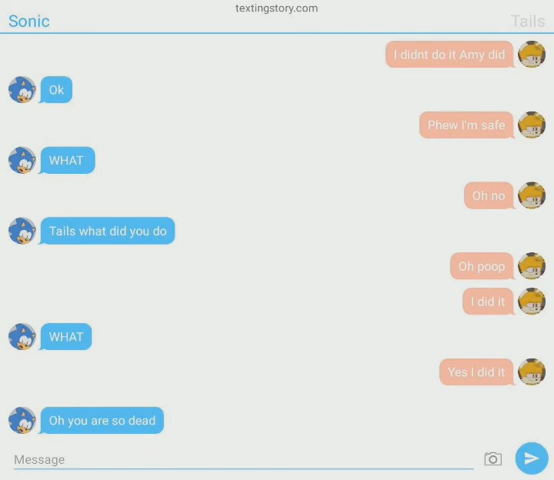 textingstory.com
Sonic
Tails
I didnt do it Amy did
Ok
Phew I'm safe
WHAT
Oh no
Tails what did you do
Oh poop
I did it
WHAT
Yes I did it
Oh you are so dead
Message